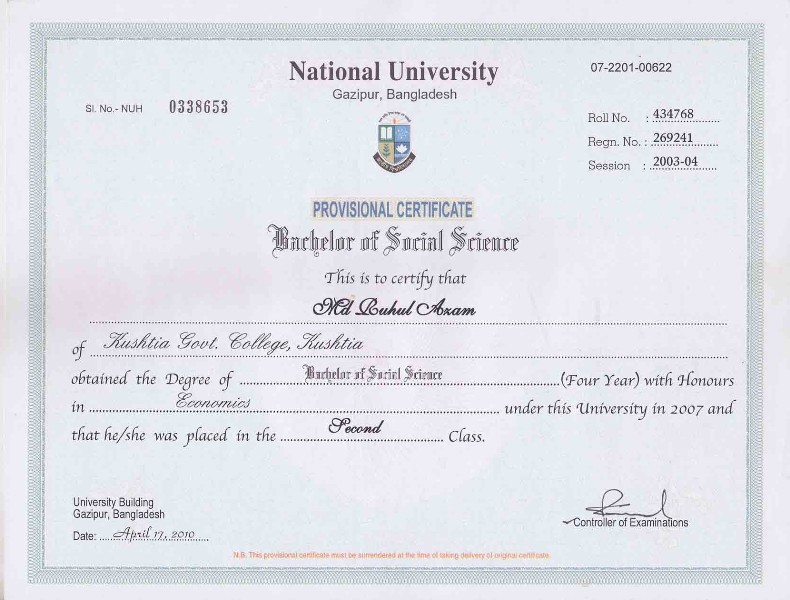 National University
Gazipur, Bangladesh
07-2201-00622
Sl. No.- NUH 0338653
Roll No. : 434768
Regn. No. : 269241
Session : 2003-04
PROVISIONAL CERTIFICATE
Bachelor of Social Science
This is to certify that
Md Ruhul Azam
of Kushtia Govt. College, Kushtia
obtained the Degree of Bachelor of Social Science (Four Year) with Honours
in Economics under this University in 2007 and
that he/she was placed in the Second Class.
University Building
Gazipur, Bangladesh
Date: April 17, 2010
Controller of Examinations
N.B. This provisional certificate must be surrendered at the time of taking delivery of original certificate.